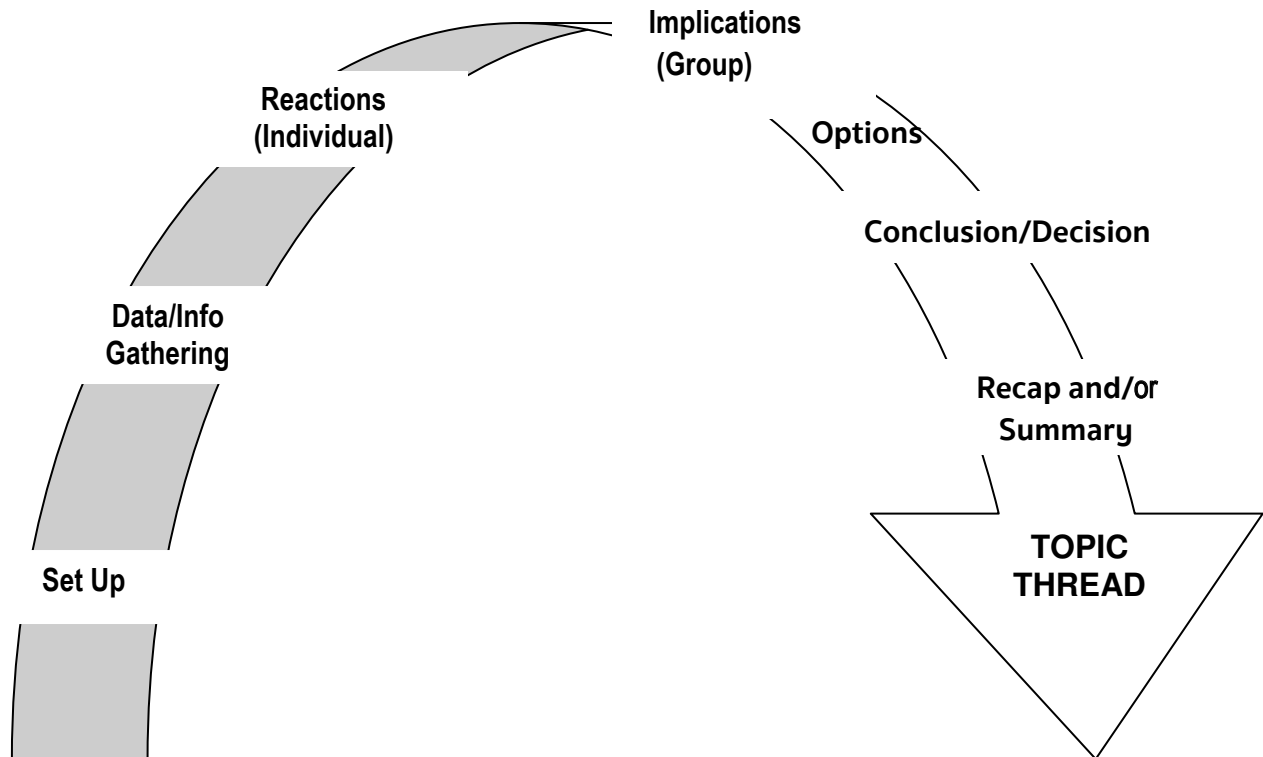 Set Up
Data/Info
Gathering
Reactions
(Individual)
Implications
(Group)
Options
Conclusion/Decision
Recap and/or
Summary
TOPIC
THREAD